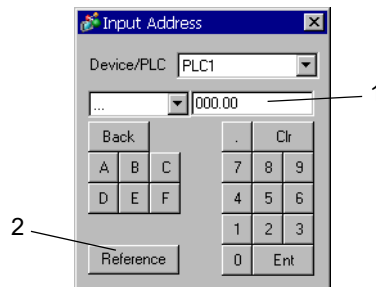 Input Address
Device/PLC PLC1
... 000.00
1
Back . Clr
A B C 7 8 9
D E F 4 5 6
1 2 3
2
Reference 0 Ent